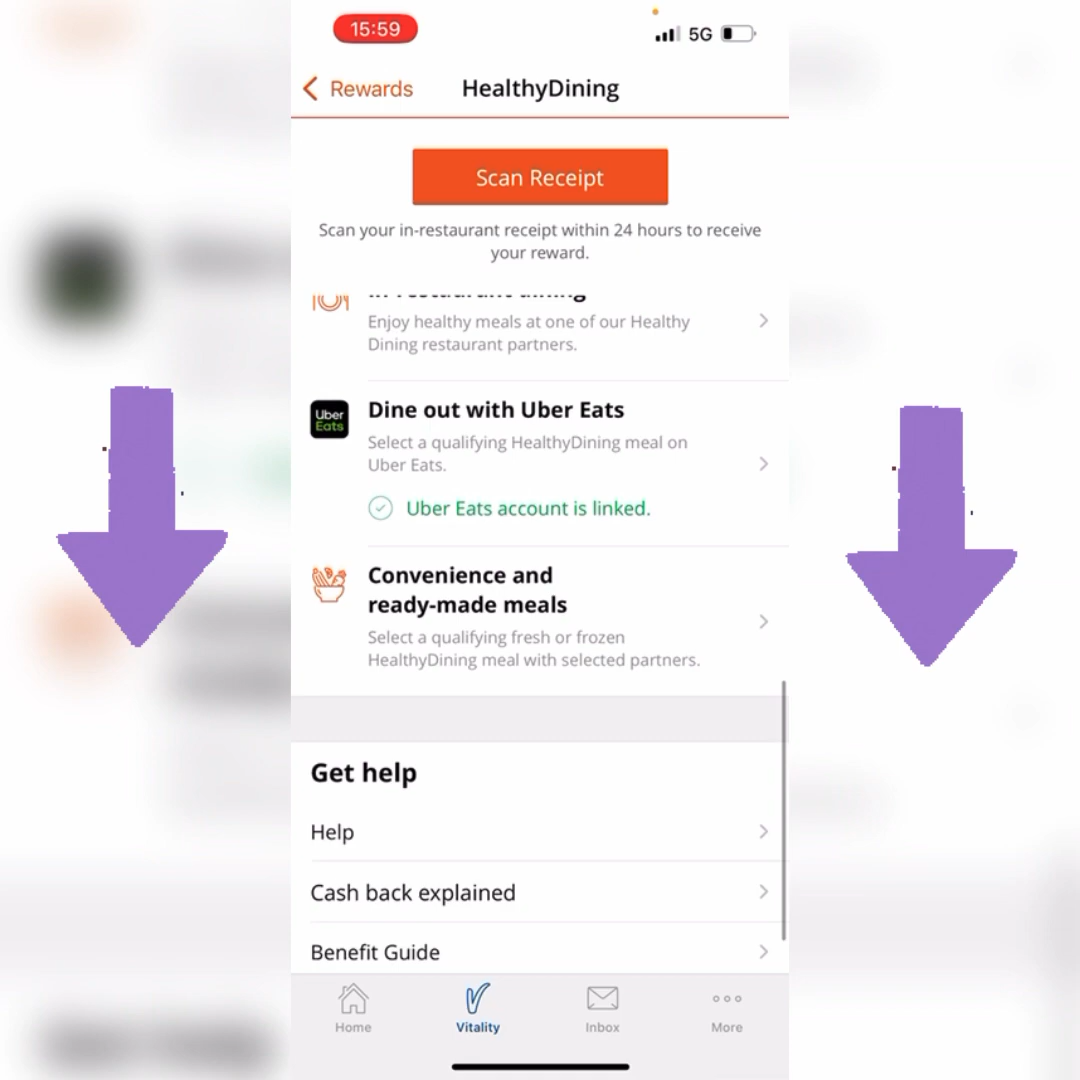 15:59
5G
Rewards
HealthyDining
Scan Receipt
Scan your in-restaurant receipt within 24 hours to receive
your reward.
Enjoy healthy meals at one of our Healthy
Dining restaurant partners.
Uber
Eats
Dine out with Uber Eats
Select a qualifying HealthyDining meal on
Uber Eats.
Uber Eats account is linked.
Convenience and
ready-made meals
Select a qualifying fresh or frozen
HealthyDining meal with selected partners.
Get help
Help
Cash back explained
Benefit Guide
Home
Vitality
Inbox
More